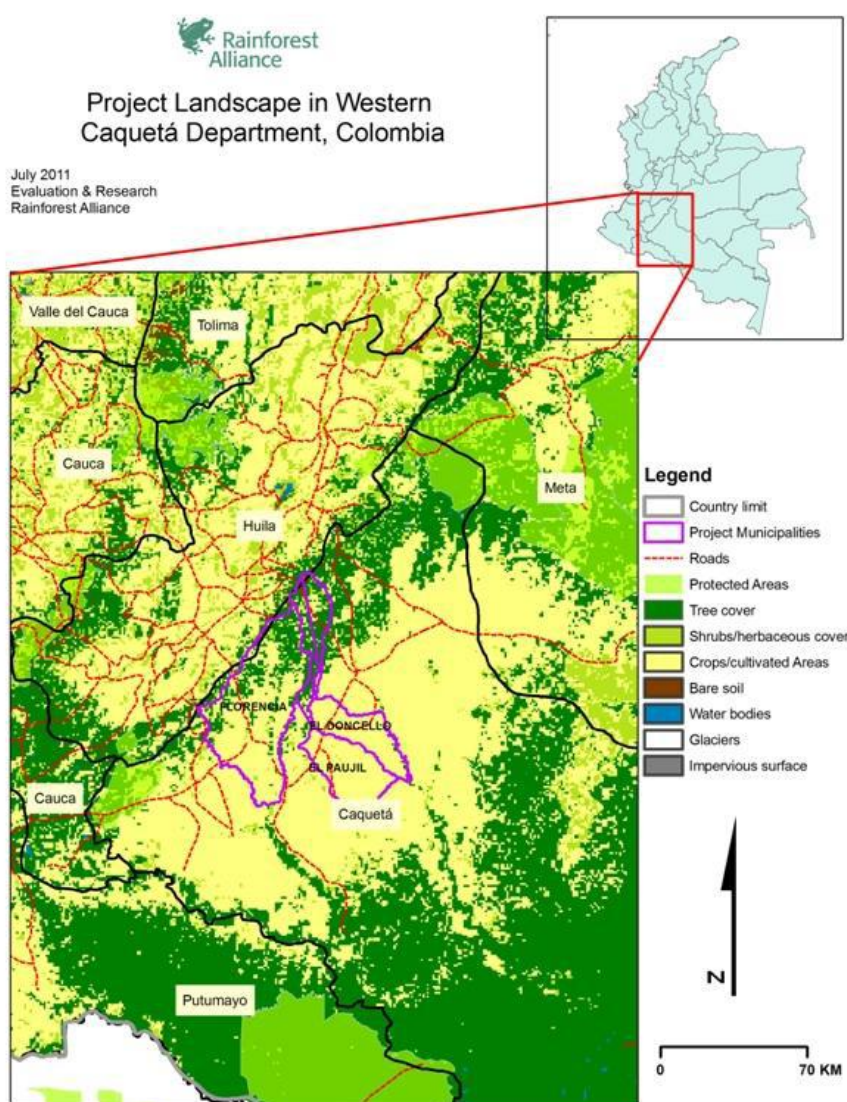 Rainforest
Alliance
Project Landscape in Western
Caquetá Department, Colombia
July 2011
Evaluation & Research
Rainforest Alliance
Valle del Cauca
Tolima
Cauca
Huila
Meta
FLORENCIA
EL DONCELLO
EL PAUJIL
Cauca
Caquetá
Putumayo
Legend
Country limit
Project Municipalities
Roads
Protected Areas
Tree cover
Shrubs/herbaceous cover
Crops/cultivated Areas
Bare soil
Water bodies
Glaciers
Impervious surface
N
0 70 KM